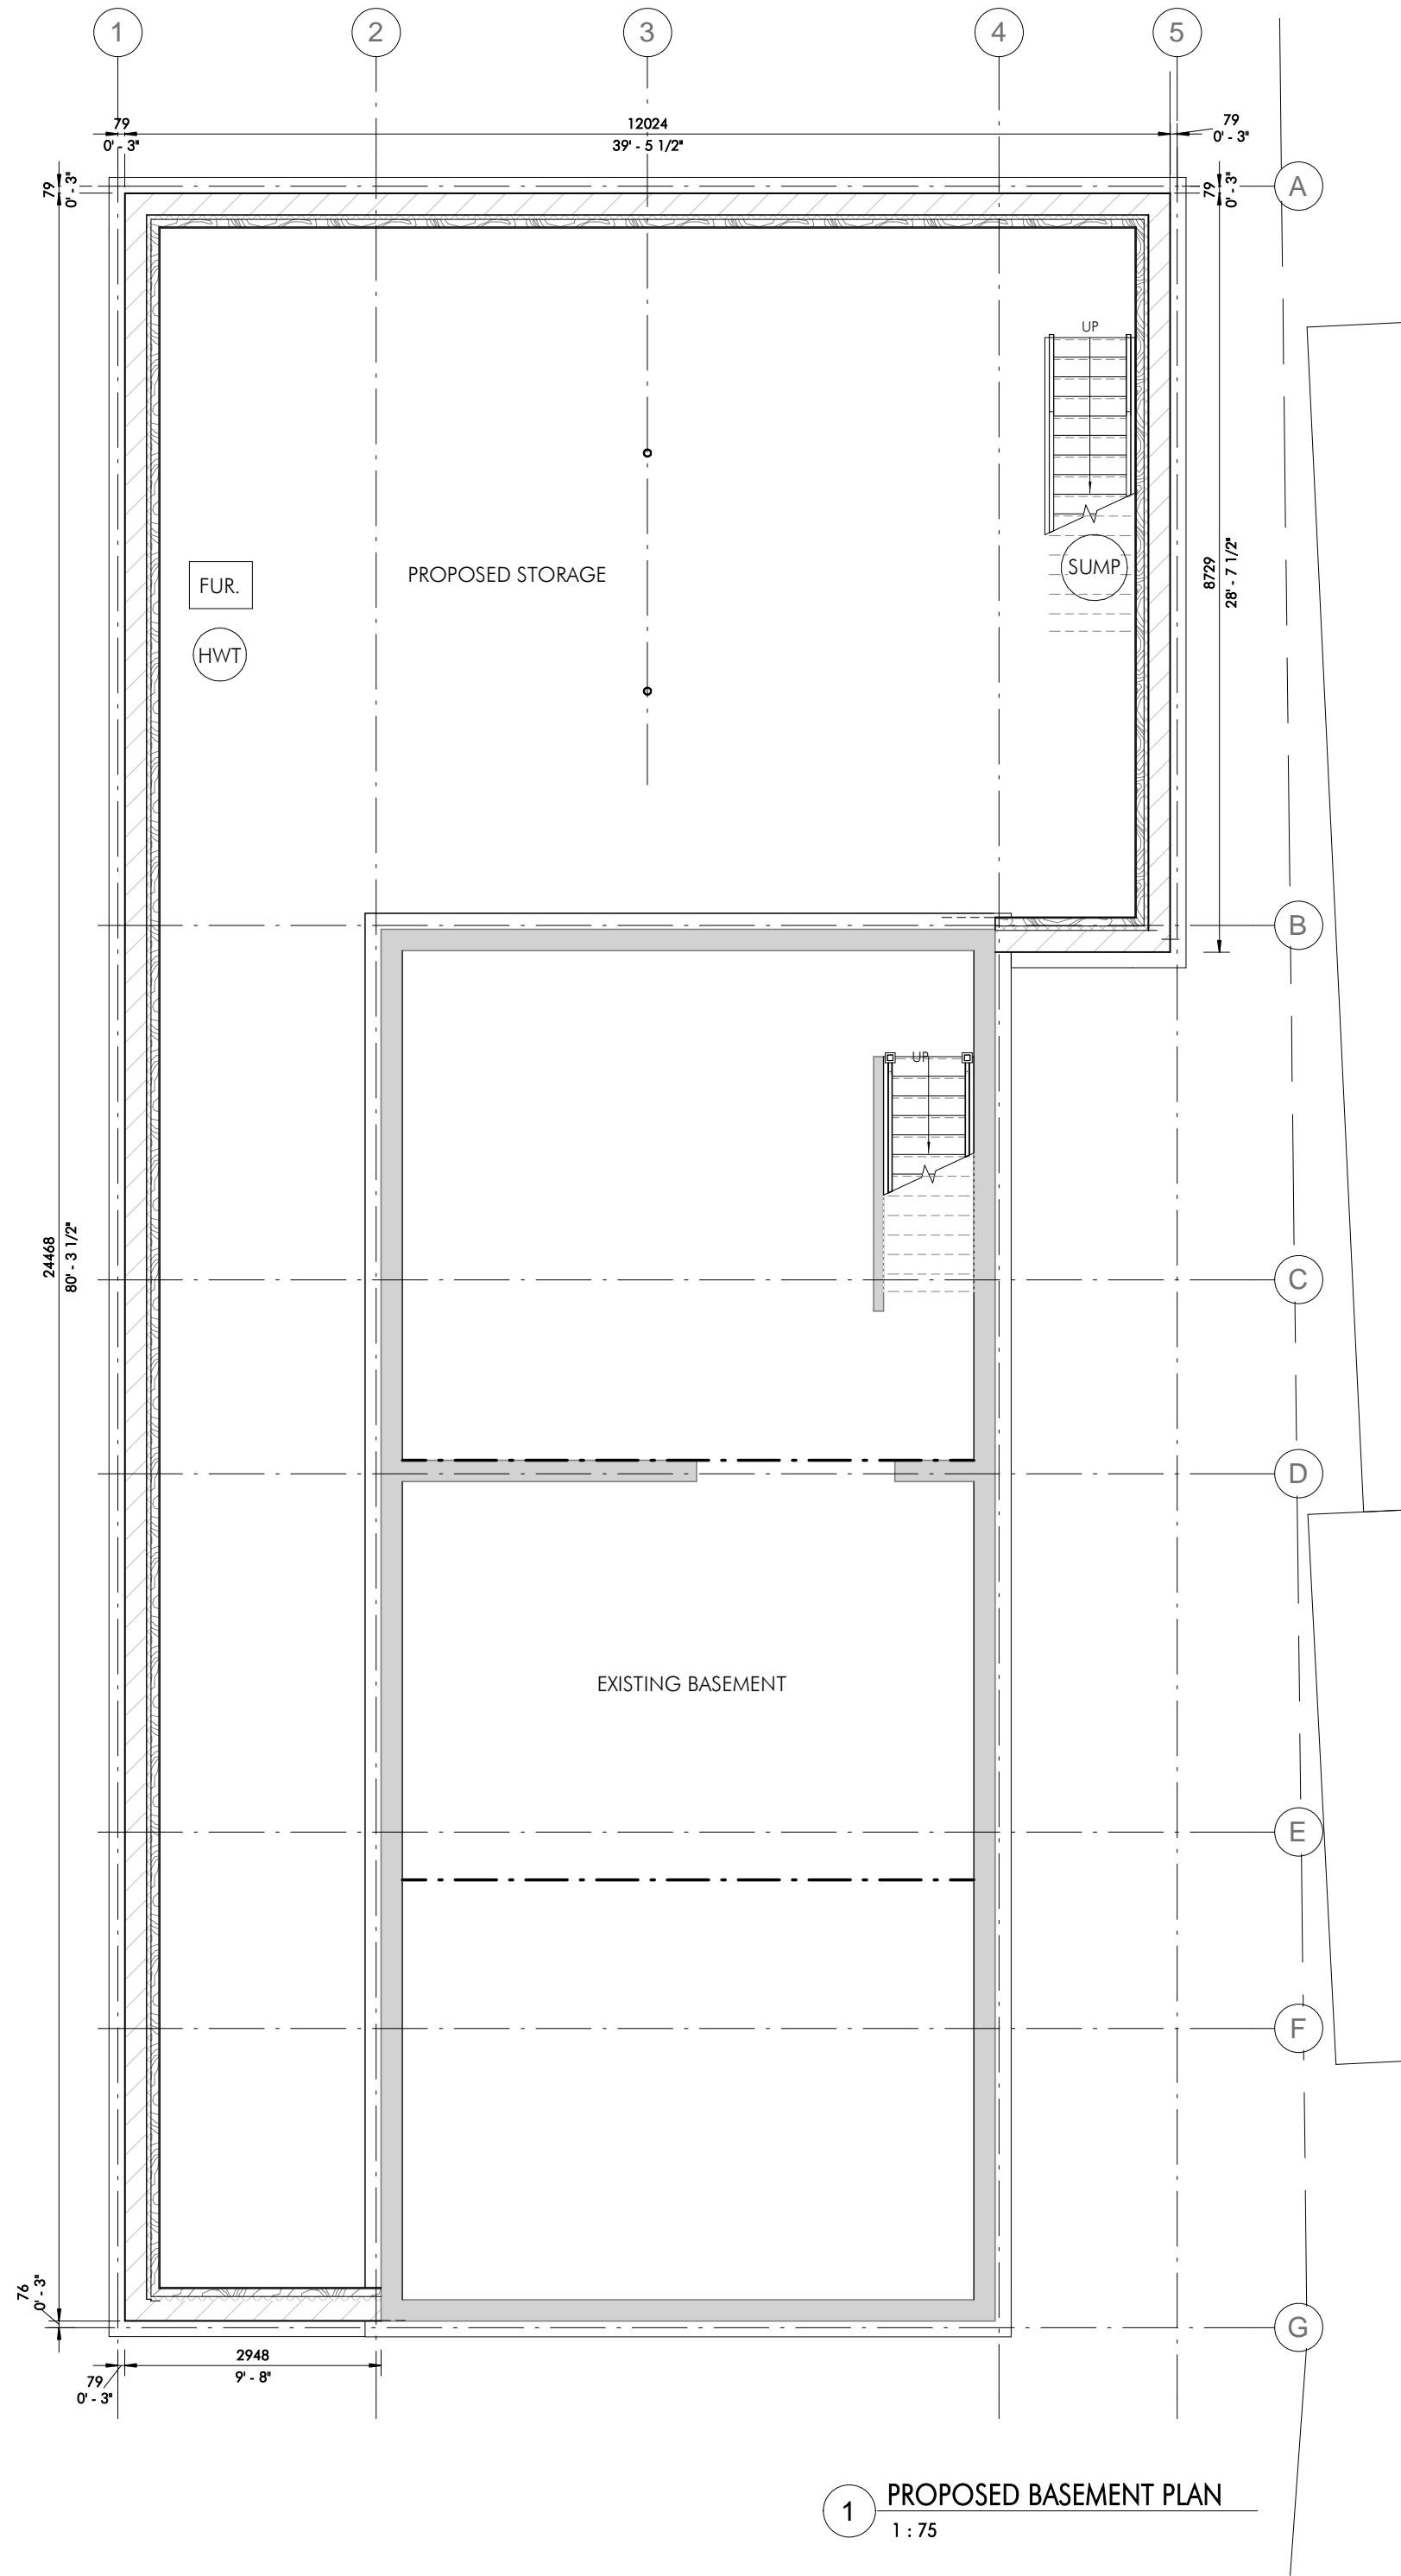 1
2
3
4
5
79
0' - 3"
12024
39' - 5 1/2"
79
0' - 3"
79
0' - 3"
79
0' - 3"
A
UP
8729
28' - 7 1/2"
PROPOSED STORAGE
FUR.
SUMP
HWT
B
UP
24468
80' - 3 1/2"
C
D
EXISTING BASEMENT
E
F
76
0' - 3"
G
2948
9' - 8"
79
0' - 3"
1
PROPOSED BASEMENT PLAN
1 : 75